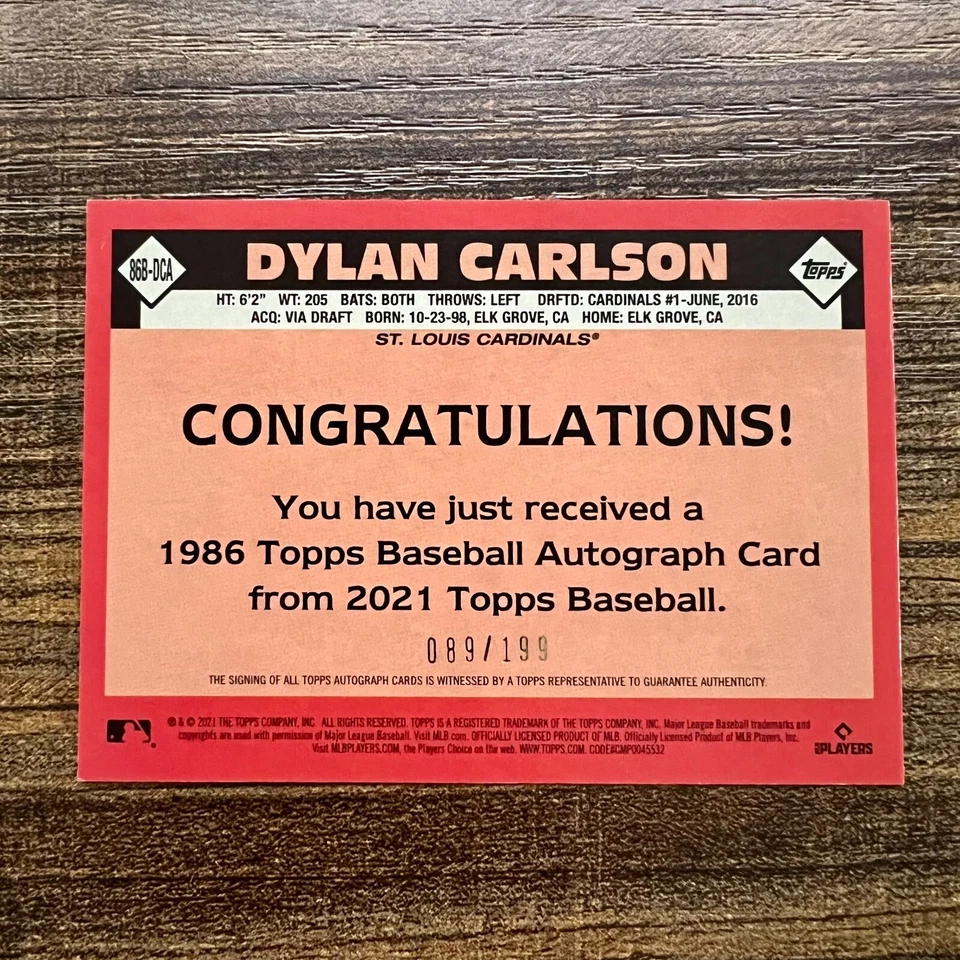 86B-DCA
DYLAN CARLSON
Topps
HT: 6'2" WT: 205 BATS: BOTH THROWS: LEFT DRFTD: CARDINALS #1-JUNE, 2016
ACQ: VIA DRAFT BORN: 10-23-98, ELK GROVE, CA HOME: ELK GROVE, CA
ST. LOUIS CARDINALS®
CONGRATULATIONS!
You have just received a
1986 Topps Baseball Autograph Card
from 2021 Topps Baseball.
089/199
THE SIGNING OF ALL TOPPS AUTOGRAPH CARDS IS WITNESSED BY A TOPPS REPRESENTATIVE TO GUARANTEE AUTHENTICITY.
® & © 2021 THE TOPPS COMPANY, INC. ALL RIGHTS RESERVED. TOPPS IS A REGISTERED TRADEMARK OF THE TOPPS COMPANY, INC. Major League Baseball trademarks and
copyrights are used with permission of Major League Baseball. Visit MLB.com. OFFICIALLY LICENSED PRODUCT OF MLB. Officially Licensed Product of MLB Players, Inc.
Visit MLBPLAYERS.COM, the Players Choice on the web. WWW.TOPPS.COM. CODE#CMP0045532
MLB PLAYERS